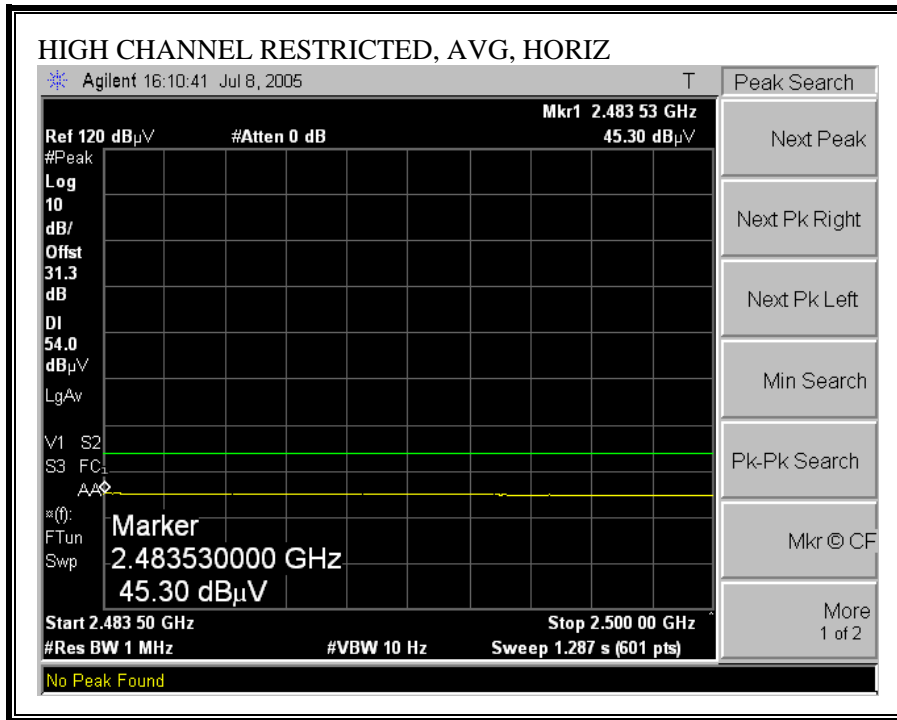 HIGH CHANNEL RESTRICTED, AVG, HORIZ
Agilent 16:10:41 Jul 8, 2005 T
Peak Search
Mkr1 2.483 53 GHz
Ref 120 dBµV #Atten 0 dB 45.30 dBµV
#Peak
Log
10
dB/
Offst
31.3
dB
DI
54.0
dBµV
LgAv
V1 S2
S3 FC
AA
1
¤(f):
FTun
Swp
Marker
2.483530000 GHz
45.30 dBµV
Start 2.483 50 GHz Stop 2.500 00 GHz ^
#Res BW 1 MHz #VBW 10 Hz Sweep 1.287 s (601 pts)
No Peak Found
Next Peak
Next Pk Right
Next Pk Left
Min Search
Pk-Pk Search
Mkr © CF
More
1 of 2